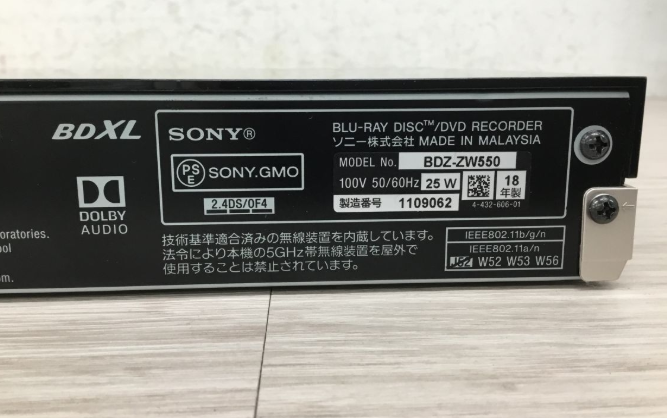 BDXL
SONY®
BLU-RAY DISC™/DVD RECORDER
ソニー株式会社 MADE IN MALAYSIA
PSE SONY.GMO
MODEL No. BDZ-ZW550
100V 50/60Hz 25W 18年製
2.4DS/OF4
製造番号 1109062 4-432-606-01
DOLBY
AUDIO
oratories.
ool
m.
技術基準適合済みの無線装置を内蔵しています。
法令により本機の5GHz帯無線装置を屋外で
使用することは禁止されています。
IEEE802.11b/g/n
IEEE802.11a/n
J52 W52 W53 W56